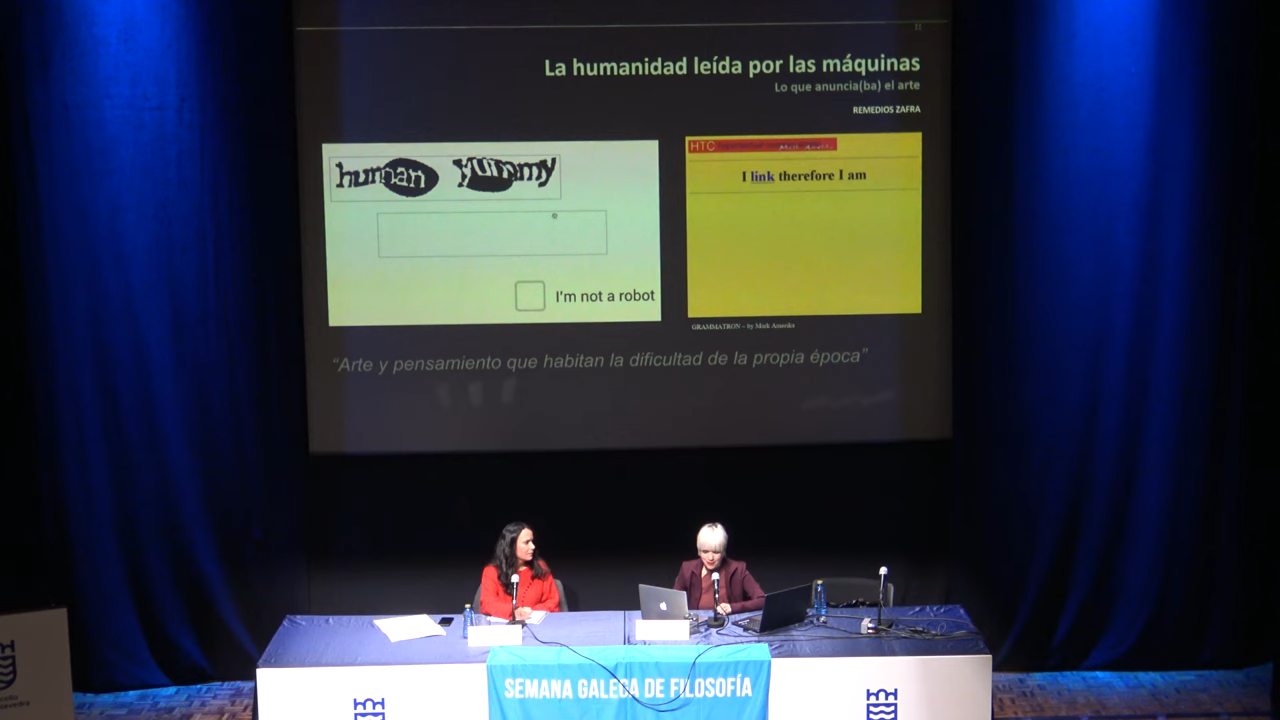 La humanidad leída por las máquinas
Lo que anuncia(ba) el arte
REMEDIOS ZAFRA
human yummy
I'm not a robot
HTC
I link therefore I am
GRAMMATRON – by Mark Amerika
“Arte y pensamiento que habitan la dificultad de la propia época”
SEMANA GALEGA DE FILOSOFÍA